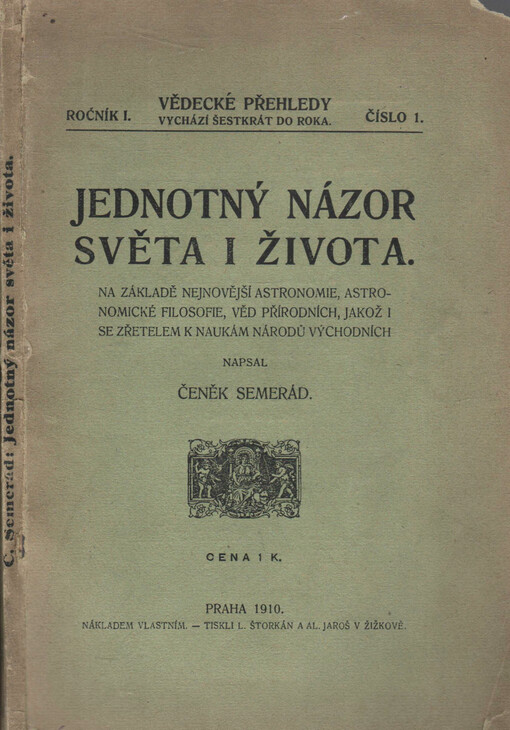 ROČNÍK I.
VĚDECKÉ PŘEHLEDY
VYCHÁZÍ ŠESTKRÁT DO ROKA.
ČÍSLO 1.
JEDNOTNÝ NÁZOR
SVĚTA I ŽIVOTA.
NA ZÁKLADĚ NEJNOVĚJŠÍ ASTRONOMIE, ASTRO-
NOMICKÉ FILOSOFIE, VĚD PŘÍRODNÍCH, JAKOŽ I
SE ZŘETELEM K NAUKÁM NÁRODŮ VÝCHODNÍCH
NAPSAL
ČENĚK SEMERÁD.
CENA 1 K.
PRAHA 1910.
NÁKLADEM VLASTNÍM. — TISKLI L. ŠTORKÁN A AL. JAROŠ V ŽIŽKOVĚ.
Č. Semerád: Jednotný názor světa i života.